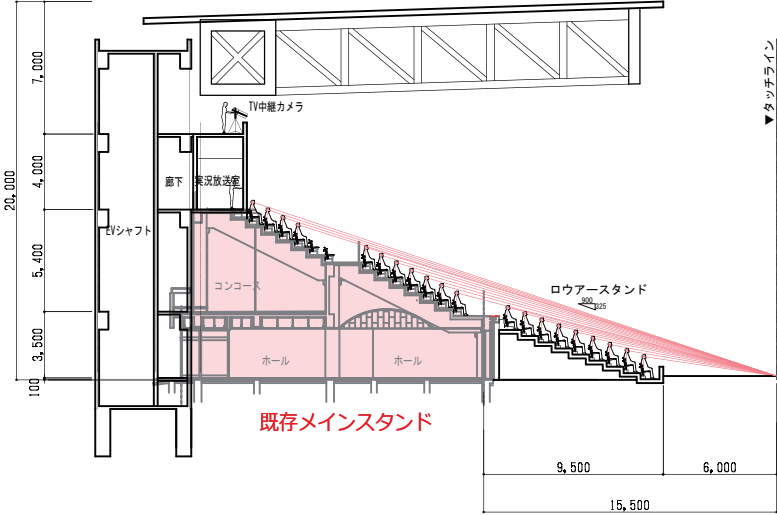 7,000
TV中継カメラ
▼タッチライン
20,000
4,000
廊下
実況放送室
EVシャフト
5,400
コンコース
ロウアースタンド
900
325
3,500
ホール
ホール
100
既存メインスタンド
9,500
6,000
15,500